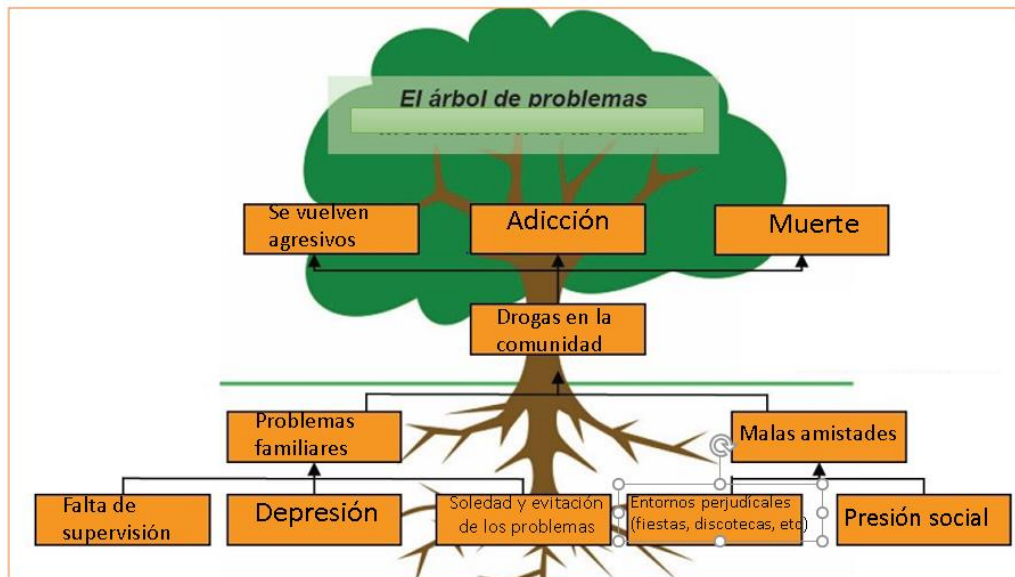 El árbol de problemas
Se vuelven
agresivos
Adicción
Muerte
Drogas en la
comunidad
Problemas
familiares
Malas amistades
Falta de
supervisión
Depresión
Soledad y evitación
de los problemas
Entornos perjudícales
(fiestas, discotecas, etc)
Presión social